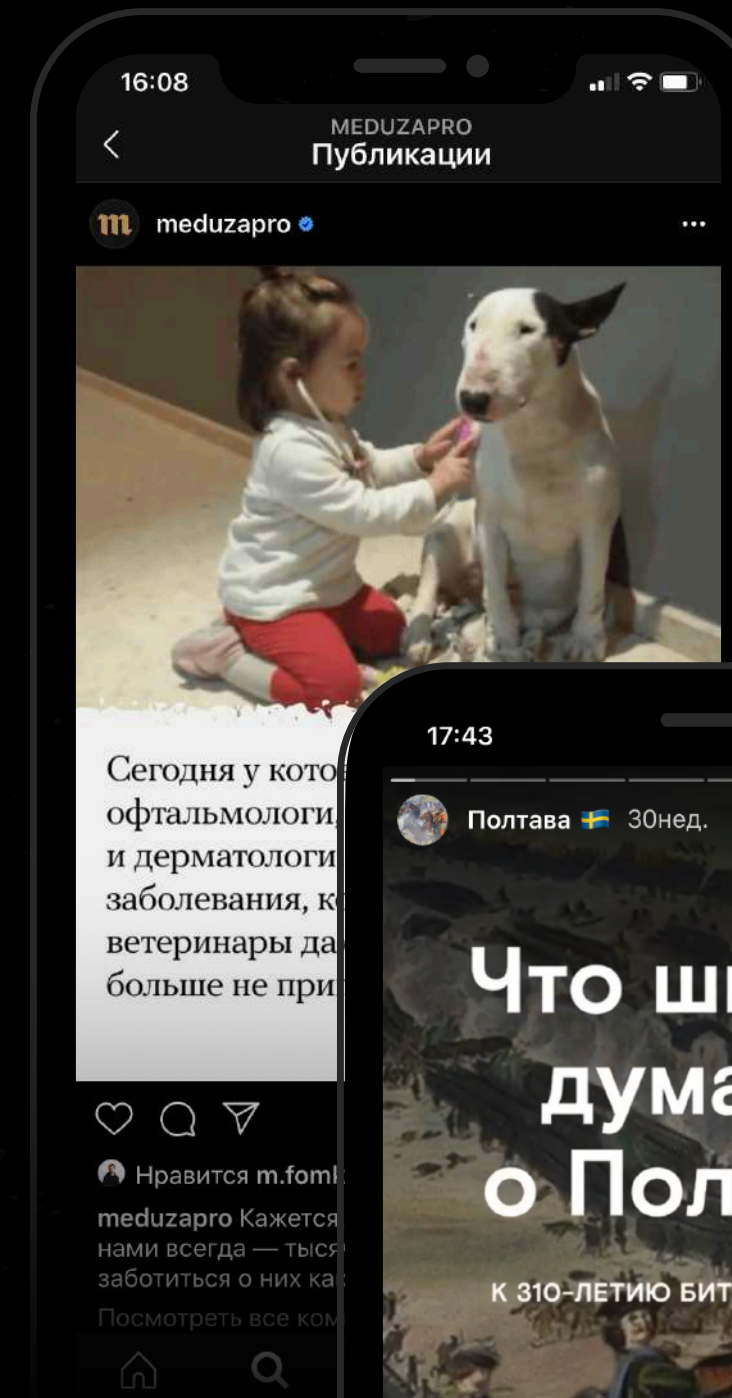 16:08
MEDUZAPRO
Публикации
m meduzapro
Сегодня у кото
офтальмологи,
и дерматологи
заболевания, к
ветеринары да
больше не при
Нравится m.fom
meduzapro Кажется
нами всегда — тыся
заботиться о них ка
Посмотреть все ком
17:43
Полтава 30нед.
Что ш
дума
о Пол
К 310-ЛЕТИЮ БИТ